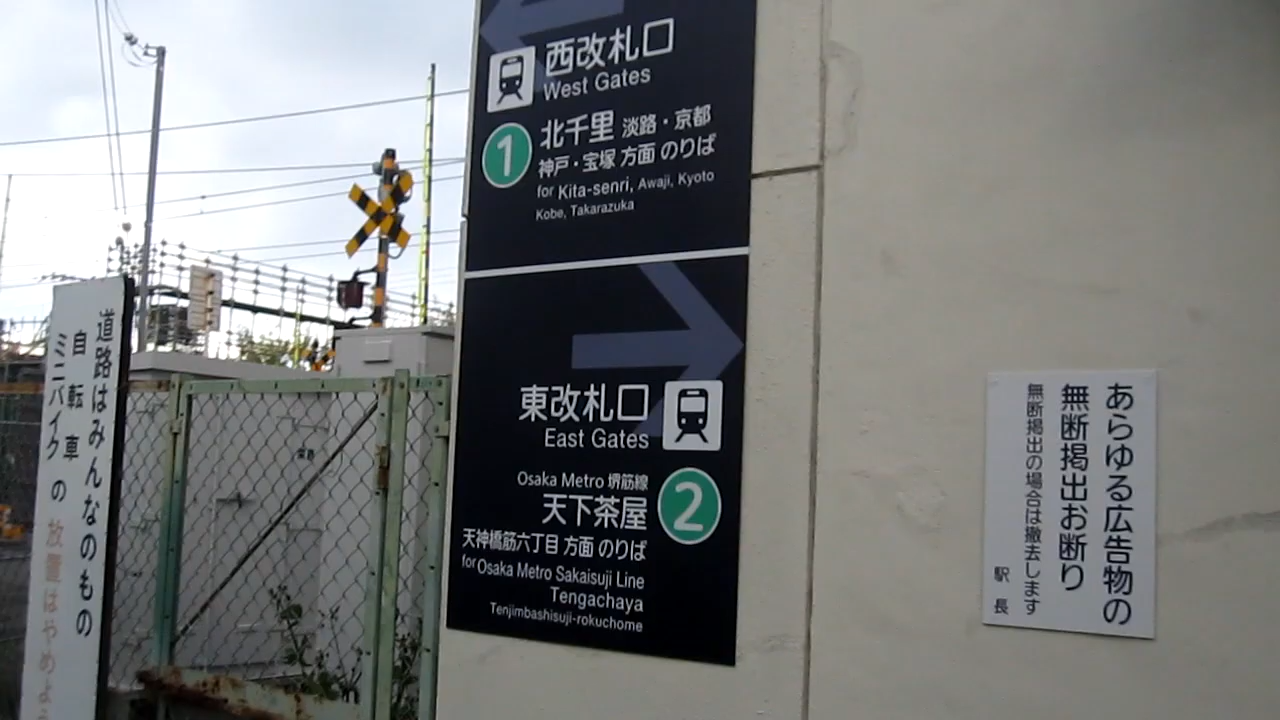 西改札口
West Gates
1 北千里 淡路・京都
神戸・宝塚 方面 のりば
for Kita-senri, Awaji, Kyoto
Kobe, Takarazuka
東改札口
East Gates
Osaka Metro 堺筋線
天下茶屋 2
天神橋筋六丁目 方面 のりば
for Osaka Metro Sakaisuji Line
Tengachaya
Tenjimbashisuji-rokuchome
道路はみんなのもの
自転車
ミニバイクの放置はやめよう
あらゆる広告物の
無断掲出お断り
無断掲出の場合は撤去します
駅長